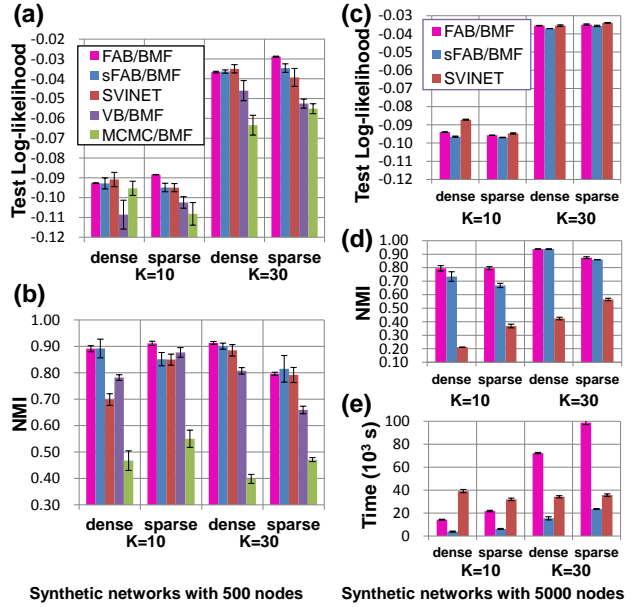 (a)
Test Log-likelihood
-0.02
-0.03
-0.04
-0.05
-0.06
-0.07
-0.08
-0.09
-0.10
-0.11
-0.12
FAB/BMF
sFAB/BMF
SVINET
VB/BMF
MCMC/BMF
dense sparse dense sparse
K=10 K=30
(b)
NMI
0.90
0.80
0.70
0.60
0.50
0.40
0.30
dense sparse dense sparse
K=10 K=30
Synthetic networks with 500 nodes
(c)
Test Log-likelihood
-0.03
-0.04
-0.05
-0.06
-0.07
-0.08
-0.09
-0.10
-0.11
-0.12
FAB/BMF
sFAB/BMF
SVINET
dense sparse dense sparse
K=10 K=30
(d)
NMI
1.00
0.90
0.80
0.70
0.60
0.50
0.40
0.30
0.20
0.10
dense sparse dense sparse
K=10 K=30
(e)
Time (10³ s)
100
80
60
40
20
0
dense sparse dense sparse
K=10 K=30
Synthetic networks with 5000 nodes